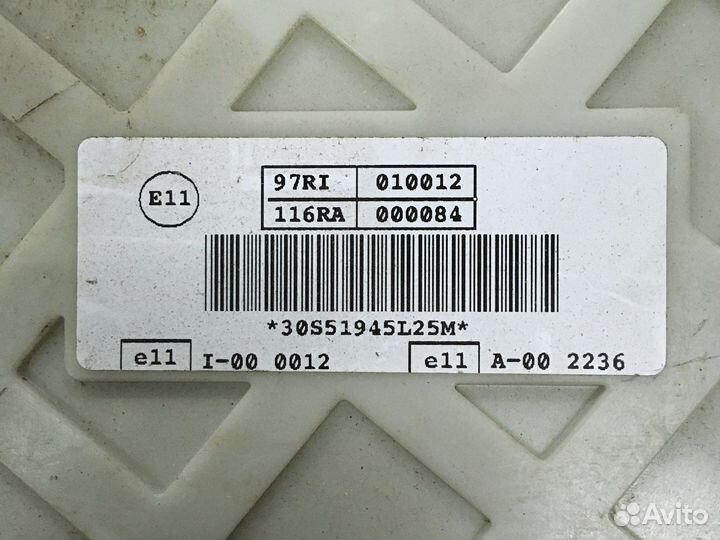 E11
97RI 010012
116RA 000084
*30S51945L25M*
e11 I-00 0012 e11 A-00 2236
Avito